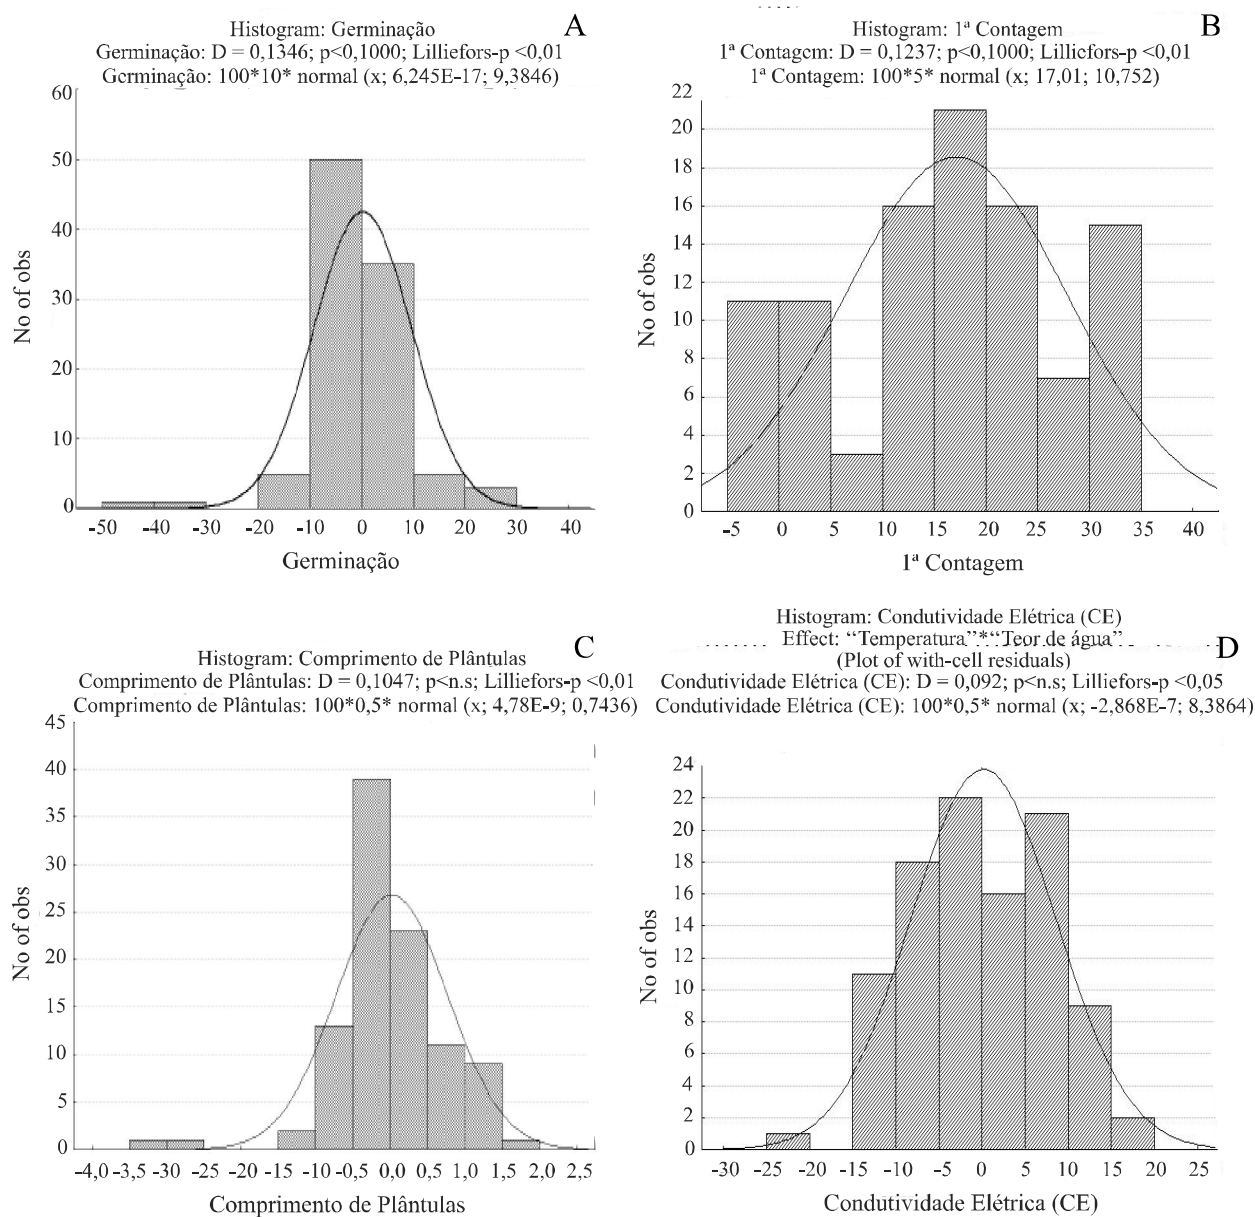 Histogram: Germinação
A
Germinação: D = 0,1346; p<0,1000; Lilliefors-p <0,01
Germinação: 100*10* normal (x; 6,245E-17; 9,3846)
60
50
40
30
20
10
0
No of obs
-50 -40 -30 -20 -10 0 10 20 30 40
Germinação
Histogram: 1ª Contagem
B
1ª Contagem: D = 0,1237; p<0,1000; Lilliefors-p <0,01
1ª Contagem: 100*5* normal (x; 17,01; 10,752)
22
20
18
16
14
12
10
8
6
4
2
0
No of obs
-5 0 5 10 15 20 25 30 35 40
1ª Contagem
Histogram: Comprimento de Plântulas
C
Comprimento de Plântulas: D = 0,1047; p<n.s; Lilliefors-p <0,01
Comprimento de Plântulas: 100*0,5* normal (x; 4,78E-9; 0,7436)
45
40
35
30
25
20
15
10
5
0
No of obs
-4,0 -3,5 -30 -25 -20 -15 -10 -0,5 0,0 0,5 1,0 1,5 2,0 2,5
Comprimento de Plântulas
Histogram: Condutividade Elétrica (CE)
Effect: “Temperatura”*“Teor de água”
D
(Plot of with-cell residuals)
Condutividade Elétrica (CE): D = 0,092; p<n.s; Lilliefors-p <0,05
Condutividade Elétrica (CE): 100*0,5* normal (x; -2,868E-7; 8,3864)
24
22
20
18
16
14
12
10
8
6
4
2
0
No of obs
-30 -25 -20 -15 -10 -5 0 5 10 15 20 25
Condutividade Elétrica (CE)